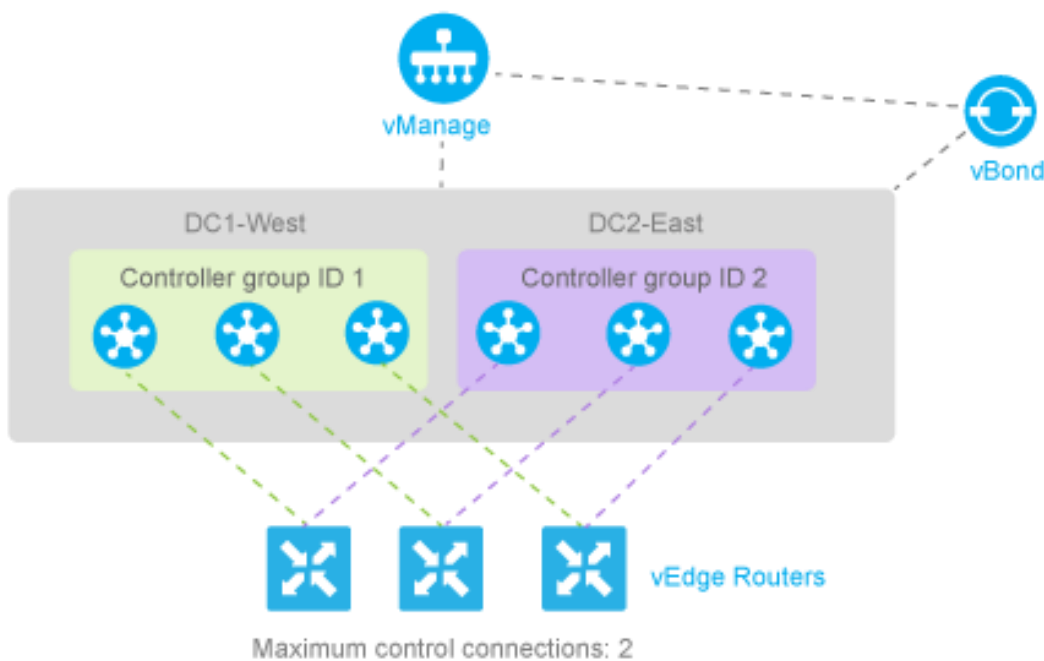 vManage
vBond
DC1-West
DC2-East
Controller group ID 1
Controller group ID 2
vEdge Routers
Maximum control connections: 2